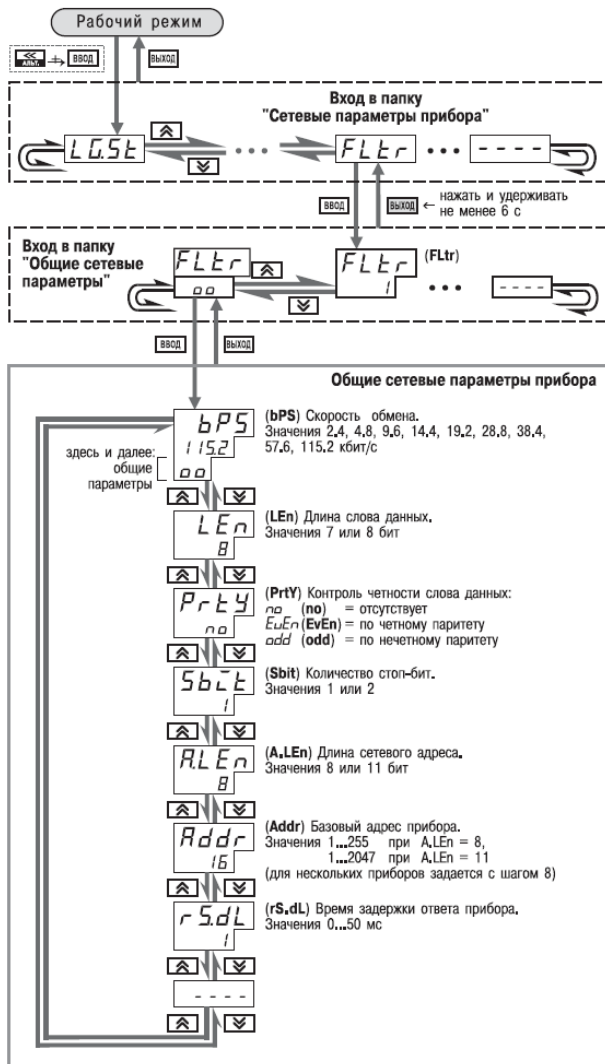 Рабочий режим
АЛЬТ. ВВОД ВЫХОД
Вход в папку
"Сетевые параметры прибора"
LG.St ... FLtr ... ----
ВВОД ВЫХОД ← нажать и удерживать
не менее 6 с
Вход в папку
"Общие сетевые
параметры"
FLtr
oo
FLtr (FLtr)
1 ... ----
ВВОД ВЫХОД
Общие сетевые параметры прибора
bPS (bPS) Скорость обмена.
115.2 Значения 2.4, 4.8, 9.6, 14.4, 19.2, 28.8, 38.4,
57.6, 115.2 кбит/с
здесь и далее:
общие
параметры
oo
LEn (LEn) Длина слова данных.
8 Значения 7 или 8 бит
PrtY (PrtY) Контроль четности слова данных:
no no (no) = отсутствует
EvEn (EvEn) = по четному паритету
odd (odd) = по нечетному паритету
Sbit (Sbit) Количество стоп-бит.
1 Значения 1 или 2
A.LEn (A.LEn) Длина сетевого адреса.
8 Значения 8 или 11 бит
Addr (Addr) Базовый адрес прибора.
16 Значения 1...255 при A.LEn = 8,
1...2047 при A.LEn = 11
(для нескольких приборов задается с шагом 8)
rS.dL (rS.dL) Время задержки ответа прибора.
1 Значения 0...50 мс
----